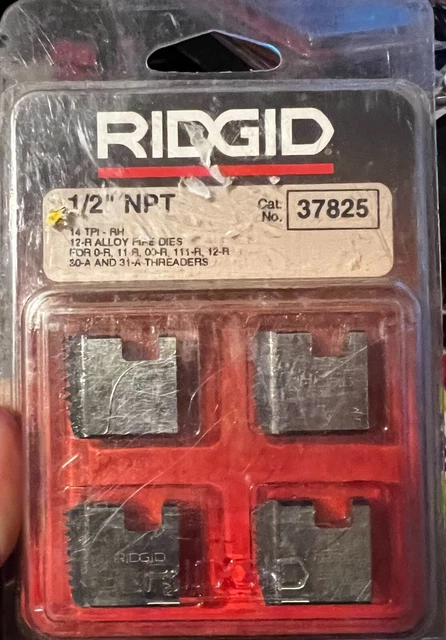 RIDGID
1/2" NPT
Cat. No. 37825
14 TPI - RH
12-R ALLOY PIPE DIES
FOR 0-R, 11-R, 00-R, 111-R, 12-R
30-A AND 31-A THREADERS
RIDGID